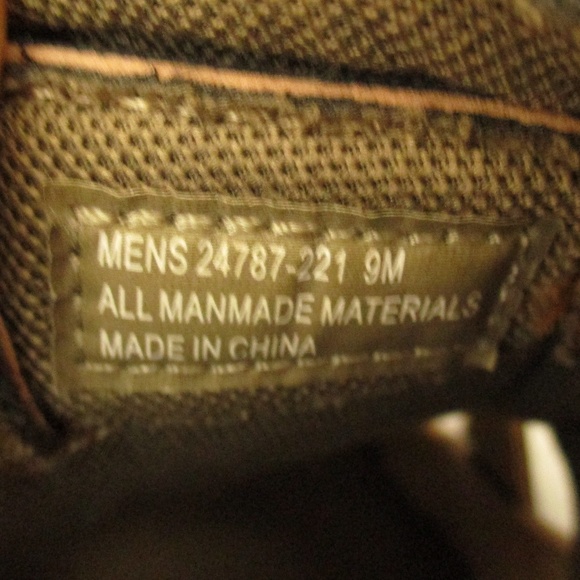 MENS 24787-221 9M
ALL MANMADE MATERIALS
MADE IN CHINA